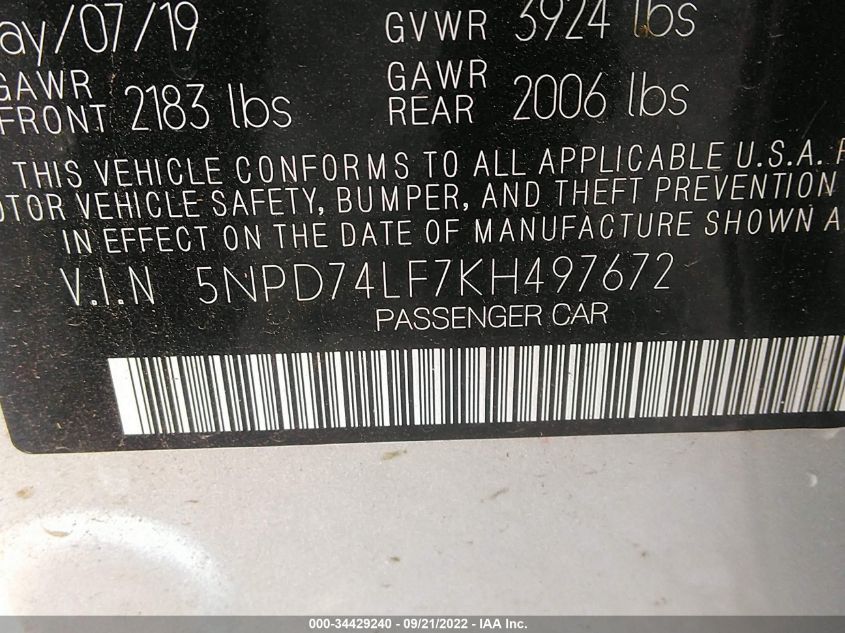 ay/07/19 GVWR 3924 lbs
GAWR FRONT 2183 lbs GAWR REAR 2006 lbs
THIS VEHICLE CONFORMS TO ALL APPLICABLE U.S.A. F
OTOR VEHICLE SAFETY, BUMPER, AND THEFT PREVENTION
IN EFFECT ON THE DATE OF MANUFACTURE SHOWN A
V.I.N 5NPD74LF7KH497672
PASSENGER CAR
000-34429240 - 09/21/2022 - IAA Inc.